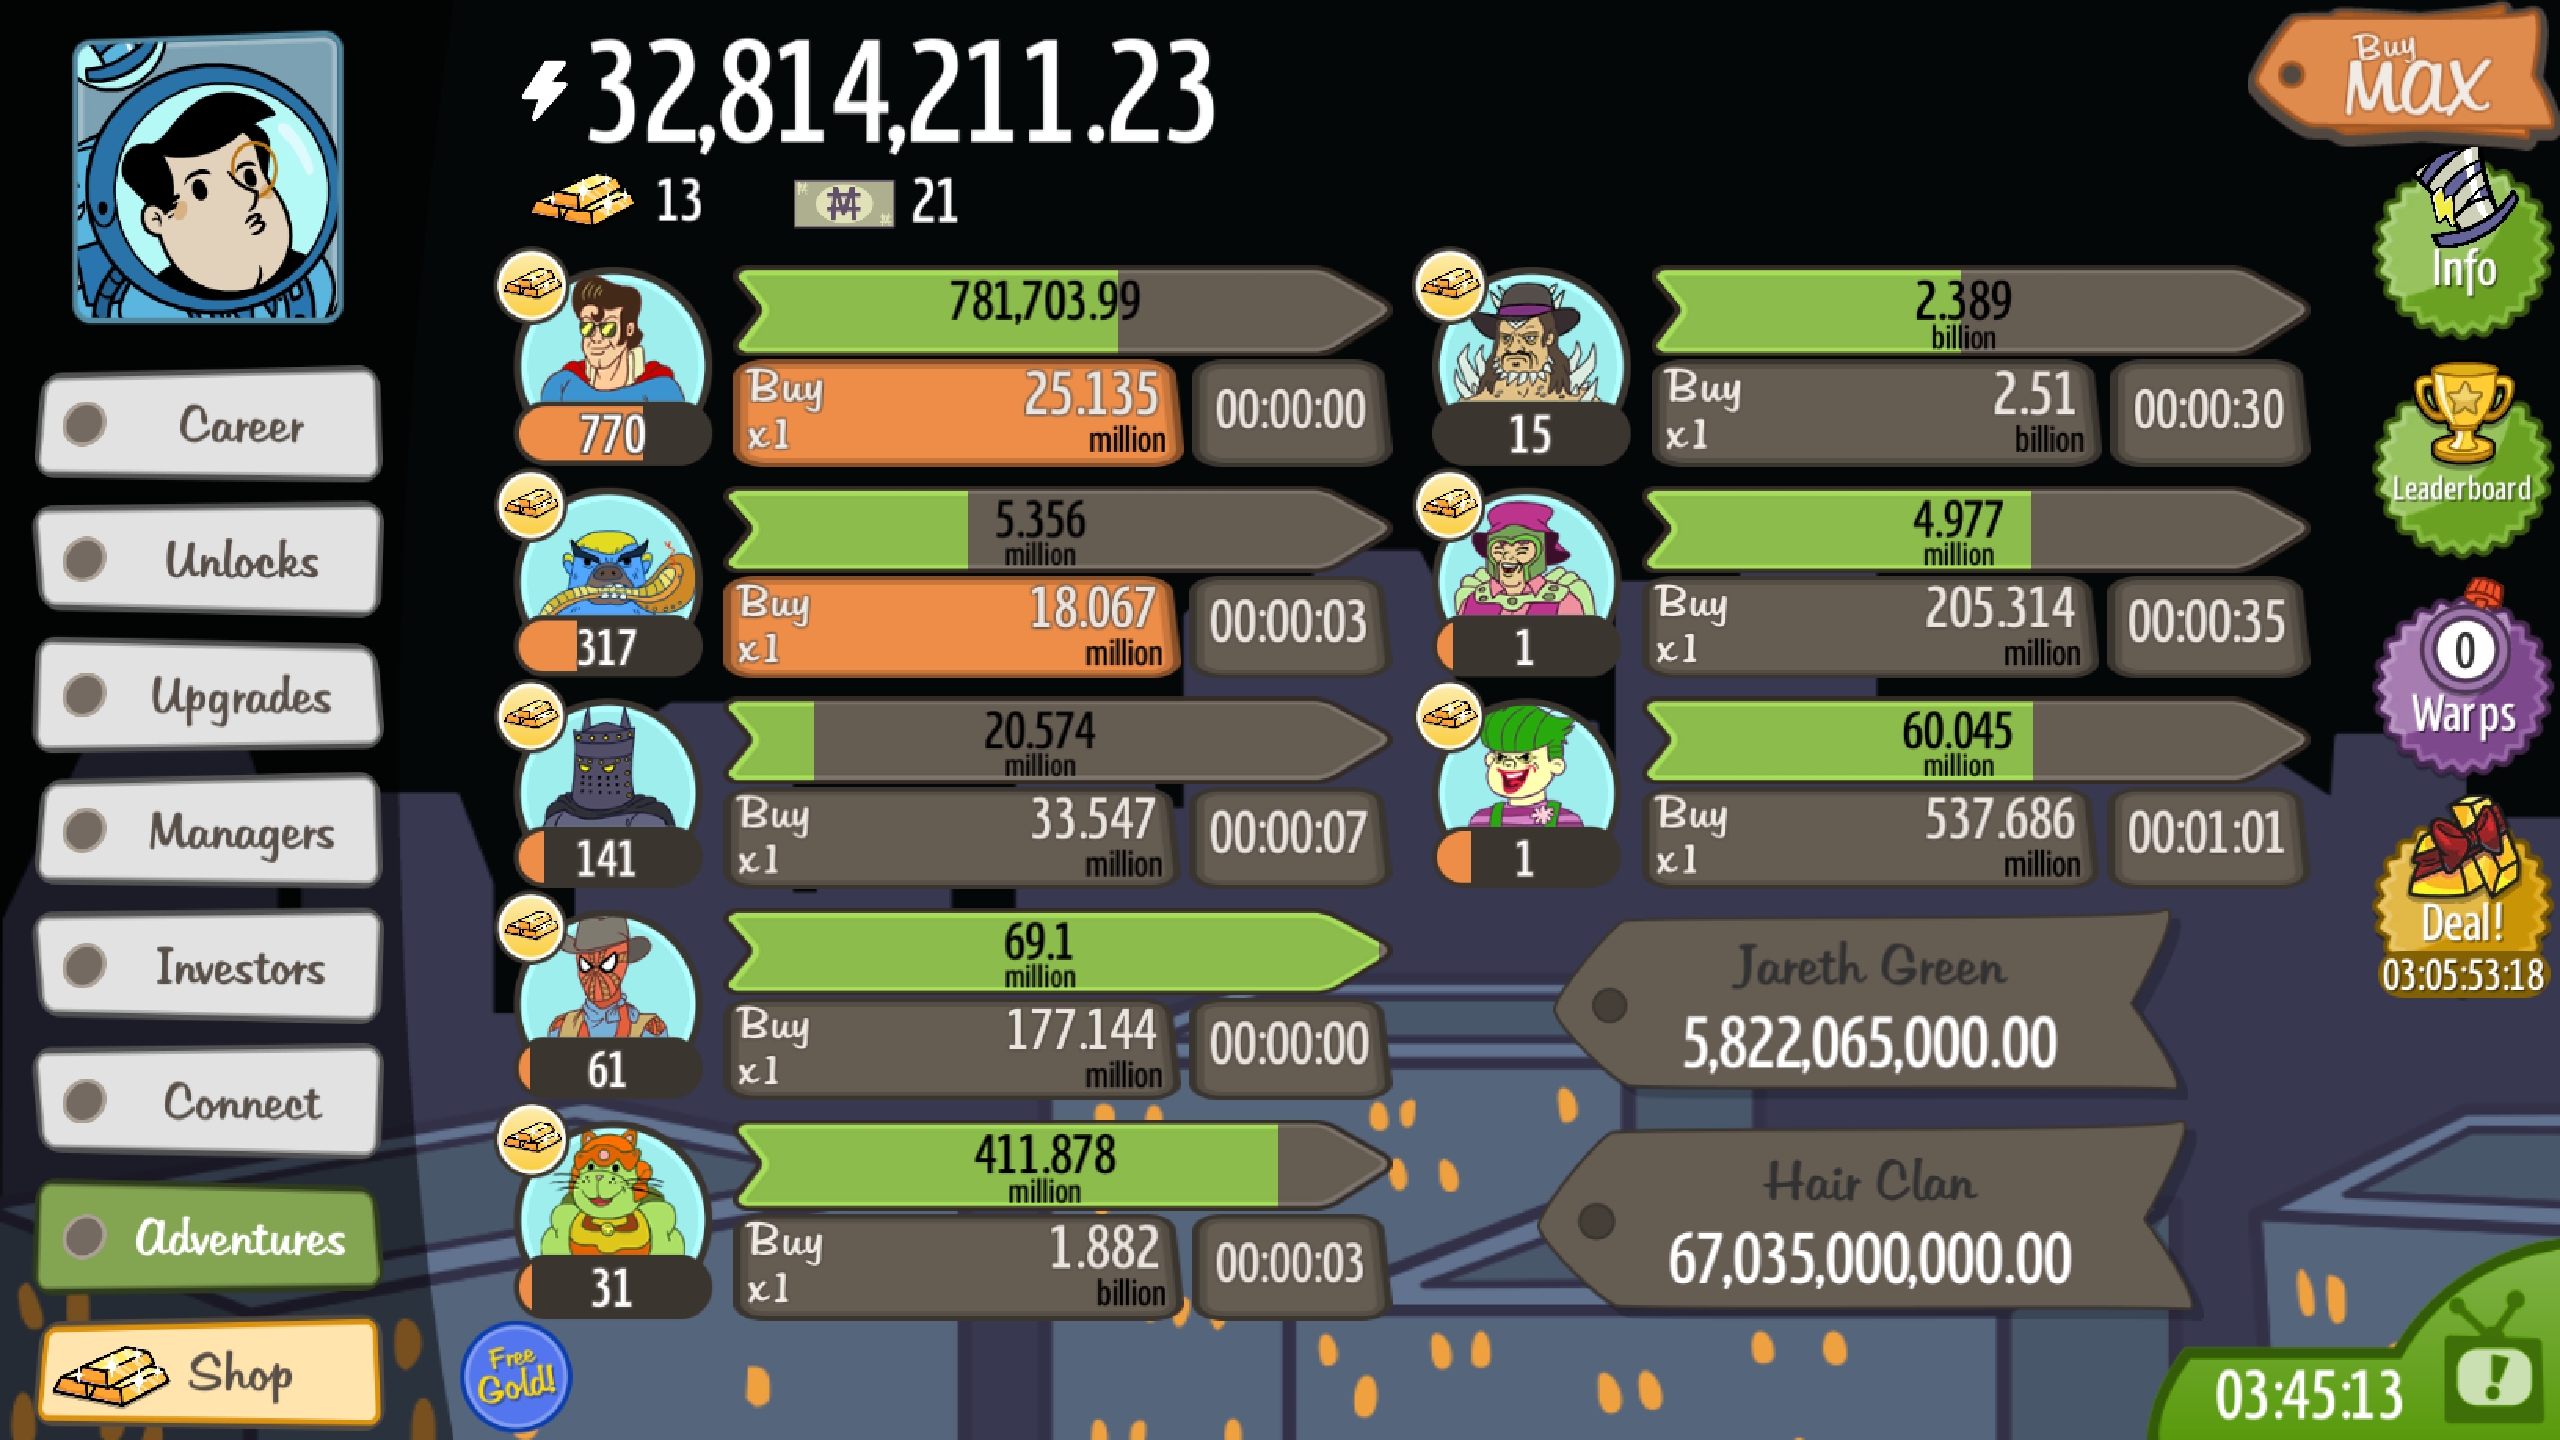 32,814,211.23
Buy
MAX
13
21
Info
Leaderboard
0
Warps
Deal!
03:05:53:18
Career
Unlocks
Upgrades
Managers
Investors
Connect
Adventures
Shop
781,703.99
770
Buy
x1
25.135
million
00:00:00
5.356
million
317
Buy
x1
18.067
million
00:00:03
20.574
million
141
Buy
x1
33.547
million
00:00:07
69.1
million
61
Buy
x1
177.144
million
00:00:00
411.878
million
31
Buy
x1
1.882
billion
00:00:03
2.389
billion
15
Buy
x1
2.51
billion
00:00:30
4.977
million
1
Buy
x1
205.314
million
00:00:35
60.045
million
1
Buy
x1
537.686
million
00:01:01
Jareth Green
5,822,065,000.00
Hair Clan
67,035,000,000.00
Free
Gold!
03:45:13
!